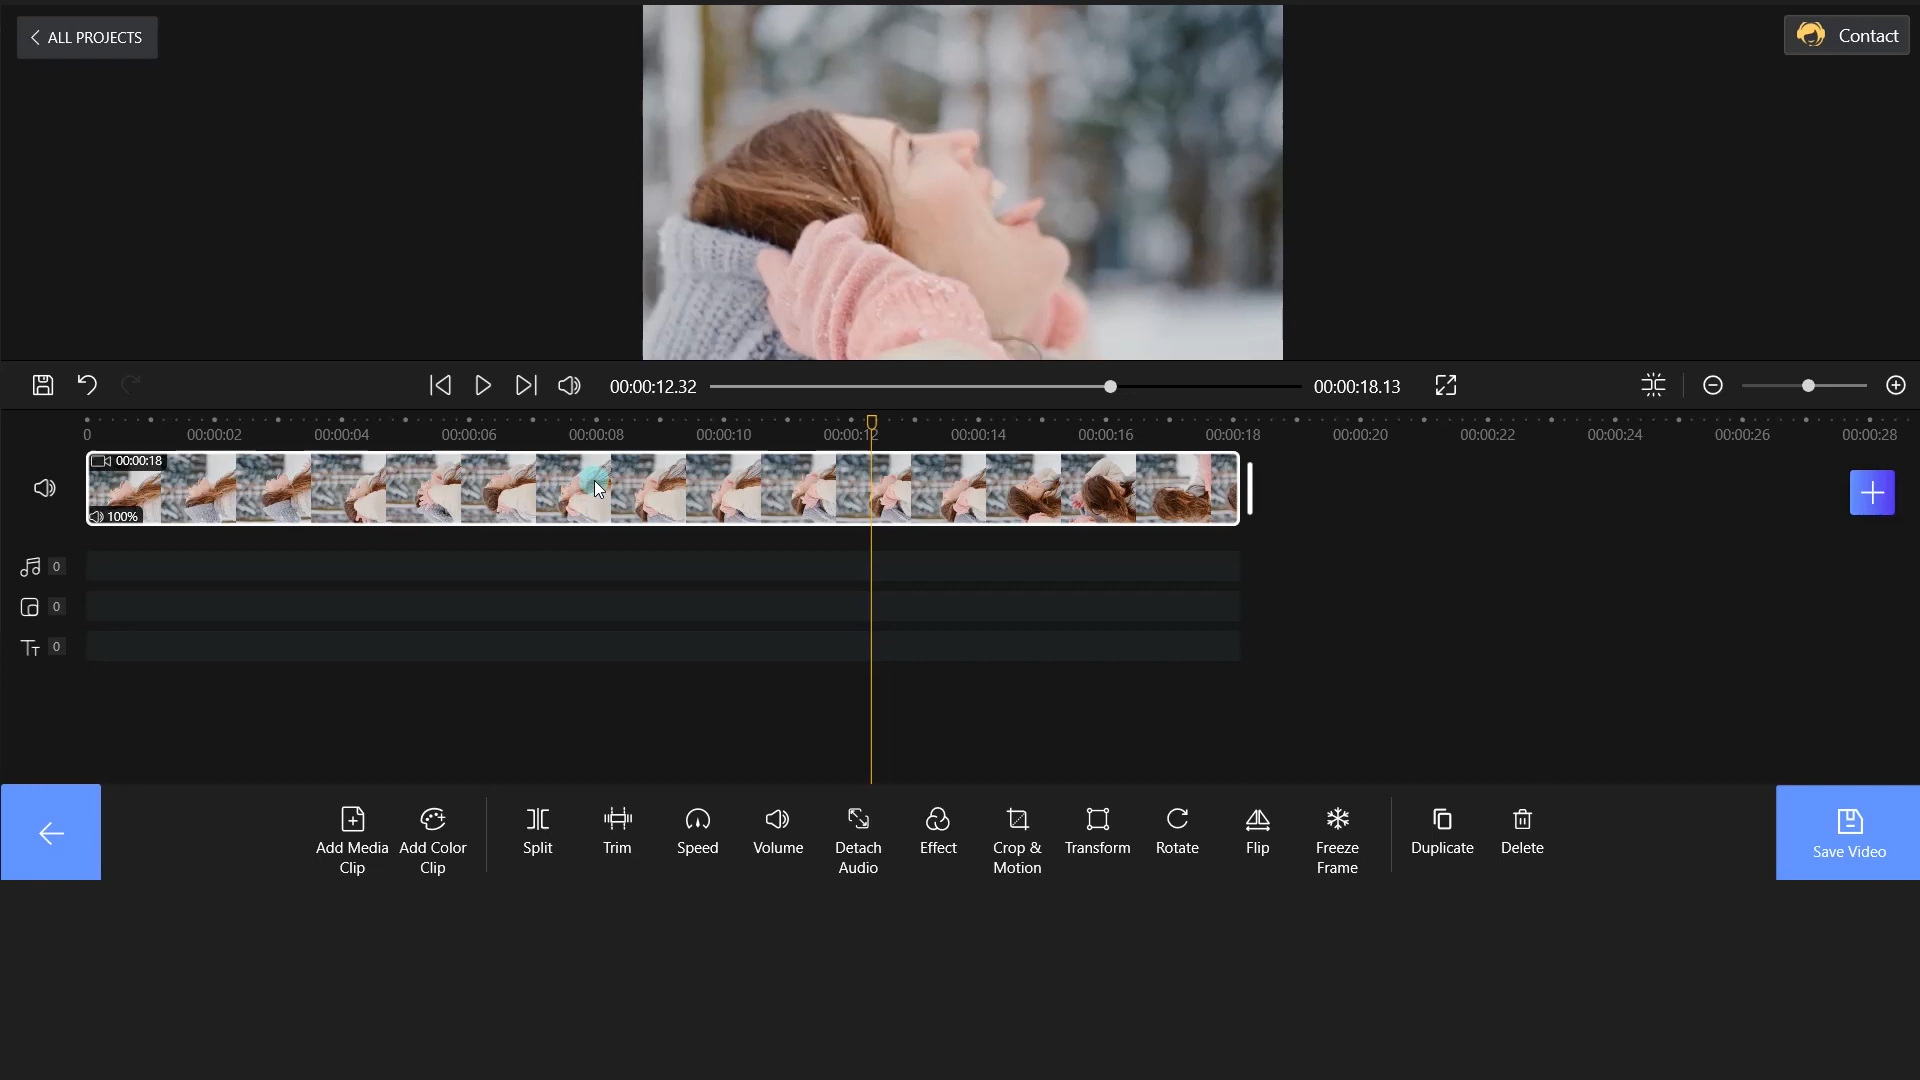 ALL PROJECTS
Contact
00:00:12.32
00:00:18.13
0 00:00:02 00:00:04 00:00:06 00:00:08 00:00:10 00:00:12 00:00:14 00:00:16 00:00:18 00:00:20 00:00:22 00:00:24 00:00:26 00:00:28
00:00:18
100%
0
0
0
Add Media Clip
Add Color Clip
Split
Trim
Speed
Volume
Detach Audio
Effect
Crop & Motion
Transform
Rotate
Flip
Freeze Frame
Duplicate
Delete
Save Video